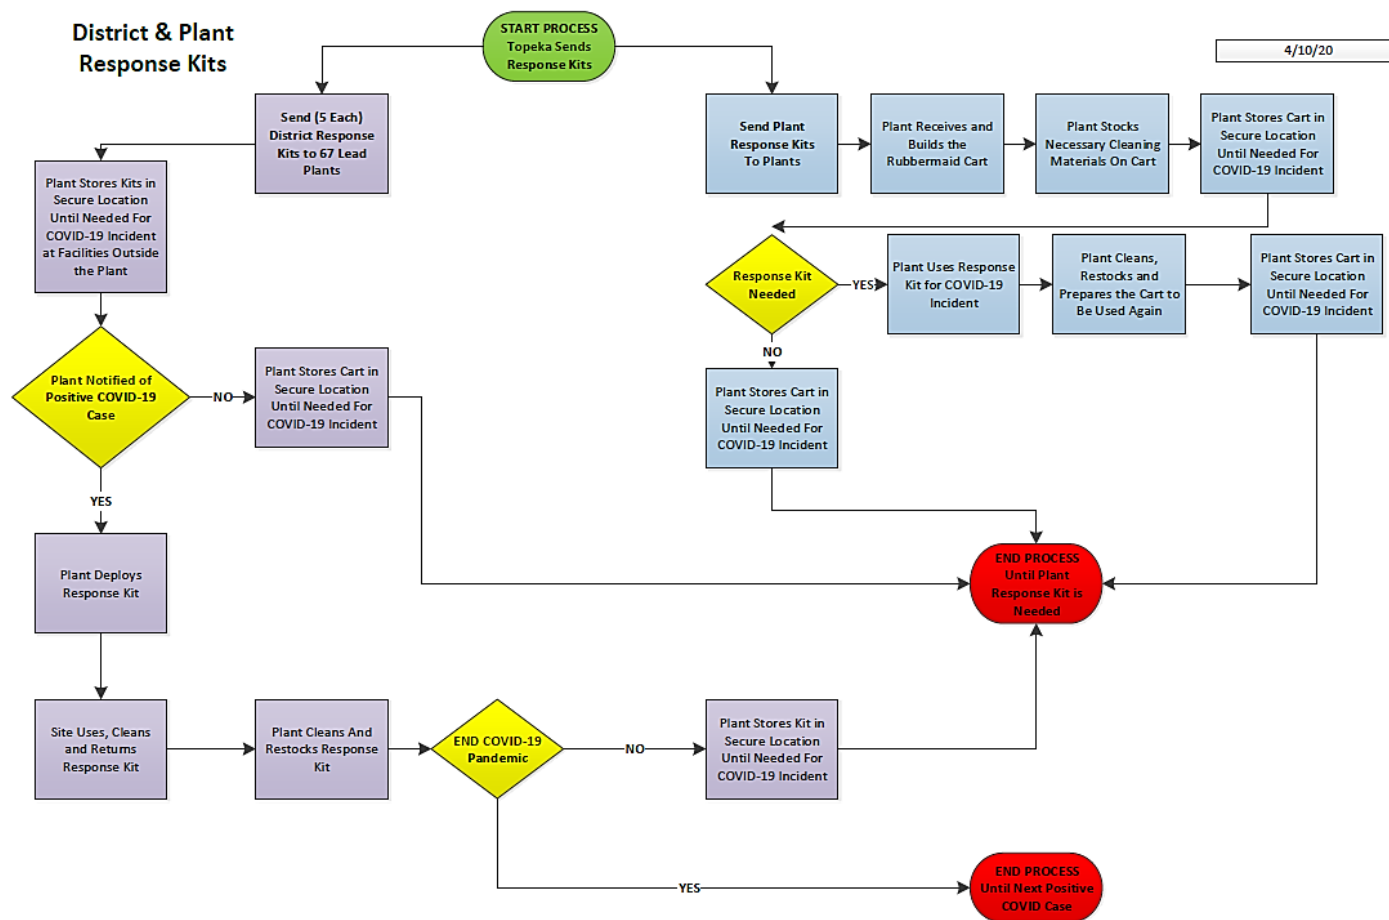 District & Plant
Response Kits
START PROCESS
Topeka Sends
Response Kits
4/10/20
Send (5 Each)
District Response
Kits to 67 Lead
Plants
Send Plant
Response Kits
To Plants
Plant Receives and
Builds the
Rubbermaid Cart
Plant Stocks
Necessary Cleaning
Materials On Cart
Plant Stores Cart in
Secure Location
Until Needed For
COVID-19 Incident
Plant Stores Kits in
Secure Location
Until Needed For
COVID-19 Incident
at Facilities Outside
the Plant
Response Kit
Needed
YES
Plant Uses Response
Kit for COVID-19
Incident
Plant Cleans,
Restocks and
Prepares the Cart to
Be Used Again
Plant Stores Cart in
Secure Location
Until Needed For
COVID-19 Incident
NO
Plant Notified of
Positive COVID-19
Case
NO
Plant Stores Cart in
Secure Location
Until Needed For
COVID-19 Incident
Plant Stores Cart in
Secure Location
Until Needed For
COVID-19 Incident
YES
Plant Deploys
Response Kit
END PROCESS
Until Plant
Response Kit is
Needed
Site Uses, Cleans
and Returns
Response Kit
Plant Cleans And
Restocks Response
Kit
END COVID-19
Pandemic
NO
Plant Stores Kit in
Secure Location
Until Needed For
COVID-19 Incident
YES
END PROCESS
Until Next Positive
COVID Case